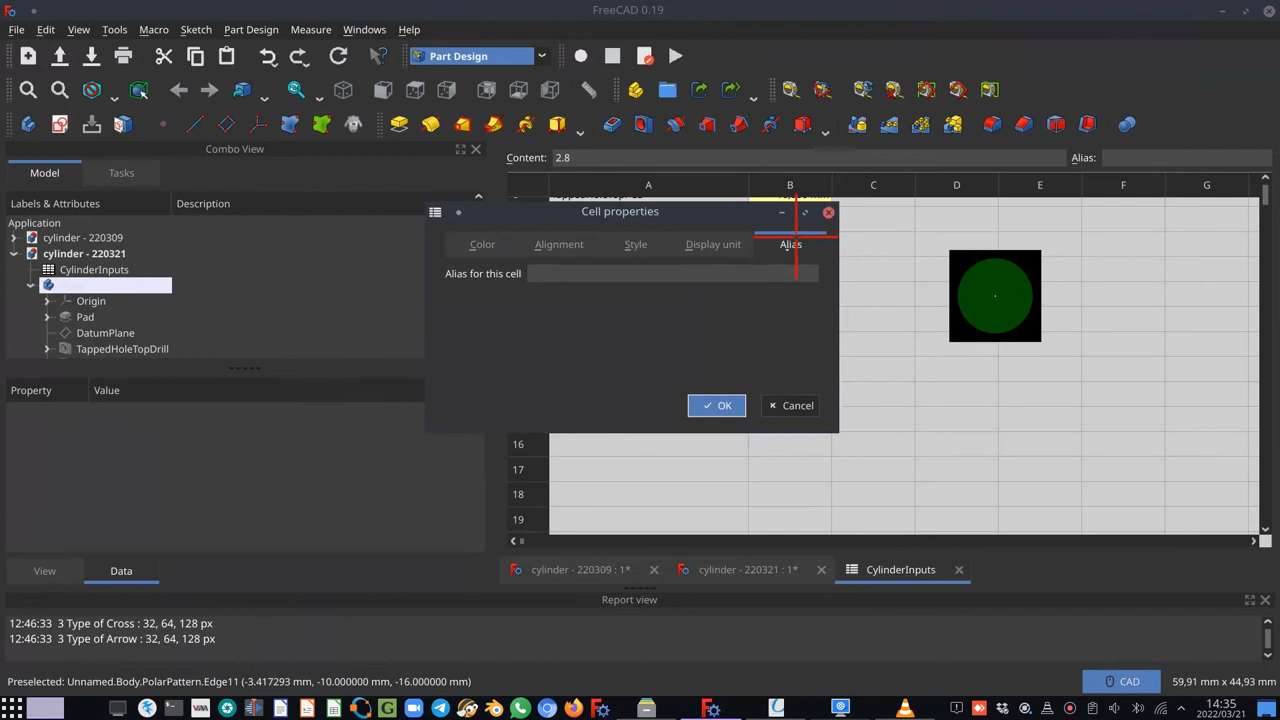 FreeCAD 0.19
File Edit View Tools Macro Sketch Part Design Measure Windows Help
Part Design
Combo View
Model Tasks
Labels & Attributes Description
Application
cylinder - 220309
cylinder - 220321
CylinderInputs
Origin
Pad
DatumPlane
TappedHoleTopDrill
Property Value
View Data
Content: 2.8 Alias:
A B C D E F G
Cell properties
Color Alignment Style Display unit Alias
Alias for this cell
OK Cancel
16
17
18
19
cylinder - 220309 : 1* cylinder - 220321 : 1* CylinderInputs
Report view
12:46:33 3 Type of Cross : 32, 64, 128 px
12:46:33 3 Type of Arrow : 32, 64, 128 px
Preselected: Unnamed.Body.PolarPattern.Edge11 (-3.417293 mm, -10.000000 mm, -16.000000 mm) CAD 59,91 mm x 44,93 mm
14:35
2022/03/21